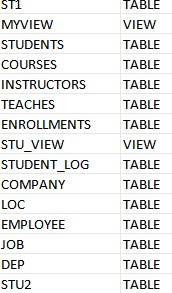 ST1 TABLE
MYVIEW VIEW
STUDENTS TABLE
COURSES TABLE
INSTRUCTORS TABLE
TEACHES TABLE
ENROLLMENTS TABLE
STU_VIEW VIEW
STUDENT_LOG TABLE
COMPANY TABLE
LOC TABLE
EMPLOYEE TABLE
JOB TABLE
DEP TABLE
STU2 TABLE